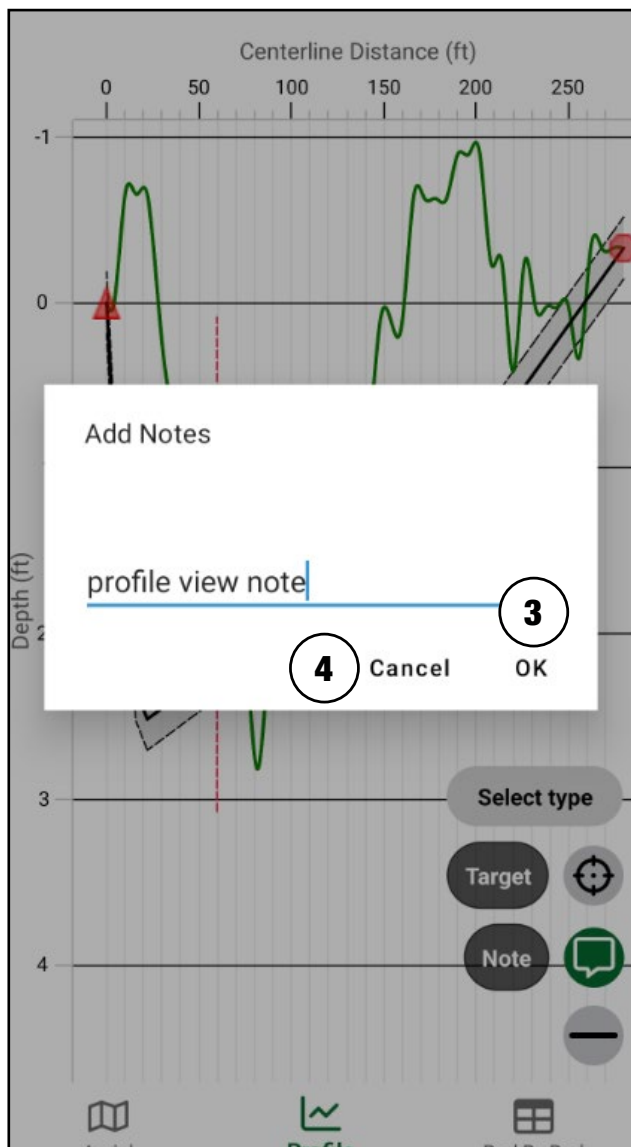 Centerline Distance (ft)
0 50 100 150 200 250
-1
0
Add Notes
profile view note
3
Depth (ft)
2
4 Cancel OK
3
Select type
Target
4
Note